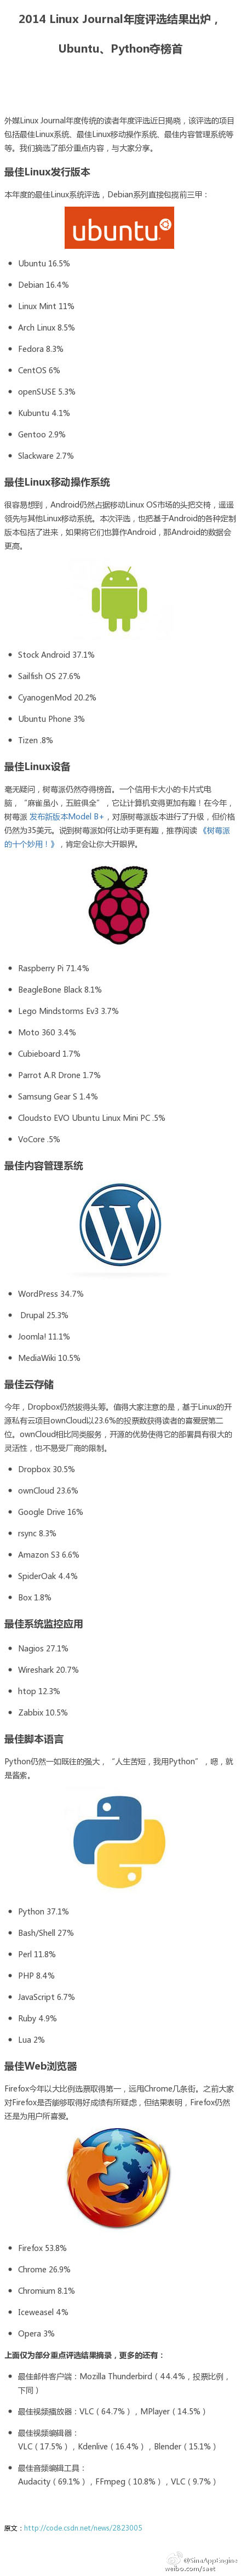 2014 Linux Journal年度评选结果出炉，
Ubuntu、Python夺榜首
外媒Linux Journal年度传统的读者年度评选近日揭晓，该评选的项目
包括最佳Linux系统、最佳Linux移动操作系统、最佳内容管理系统等
等。我们摘选了部分重点内容，与大家分享。
最佳Linux发行版本
本年度的最佳Linux系统评选，Debian系列直接包揽前三甲：
ubuntu
Ubuntu 16.5%
Debian 16.4%
Linux Mint 11%
Arch Linux 8.5%
Fedora 8.3%
CentOS 6%
openSUSE 5.3%
Kubuntu 4.1%
Gentoo 2.9%
Slackware 2.7%
最佳Linux移动操作系统
很容易想到，Android仍然占据移动Linux OS市场的头把交椅，遥遥
领先与其他Linux移动系统。本次评选，也把基于Android的各种定制
版本包括了进来，如果将它们也算作Android，那Android的数据会
更高。
Stock Android 37.1%
Sailfish OS 27.6%
CyanogenMod 20.2%
Ubuntu Phone 3%
Tizen .8%
最佳Linux设备
毫无疑问，树莓派仍然夺得榜首。一个信用卡大小的卡片式电
脑，“麻雀虽小，五脏俱全”，它让计算机变得更加有趣！在今年，
树莓派 发布新版本Model B+，对原树莓派版本进行了升级，但价格
仍然为35美元。说到树莓派如何让动手更有趣，推荐阅读 《树莓派
的十个妙用！》，肯定会让你大开眼界。
Raspberry Pi 71.4%
BeagleBone Black 8.1%
Lego Mindstorms Ev3 3.7%
Moto 360 3.4%
Cubieboard 1.7%
Parrot A.R Drone 1.7%
Samsung Gear S 1.4%
Cloudsto EVO Ubuntu Linux Mini PC .5%
VoCore .5%
最佳内容管理系统
WordPress 34.7%
Drupal 25.3%
Joomla! 11.1%
MediaWiki 10.5%
最佳云存储
今年，Dropbox仍然拔得头筹。值得大家注意的是，基于Linux的开
源私有云项目ownCloud以23.6%的投票数获得读者的喜爱居第二
位。ownCloud相比同类服务，开源的优势使得它的部署具有很大的
灵活性，也不易受厂商的限制。
Dropbox 30.5%
ownCloud 23.6%
Google Drive 16%
rsync 8.3%
Amazon S3 6.6%
SpiderOak 4.4%
Box 1.8%
最佳系统监控应用
Nagios 27.1%
Wireshark 20.7%
htop 12.3%
Zabbix 10.5%
最佳脚本语言
Python仍然一如既往的强大，“人生苦短，我用Python”，嗯，就
是酱紫。
Python 37.1%
Bash/Shell 27%
Perl 11.8%
PHP 8.4%
JavaScript 6.7%
Ruby 4.9%
Lua 2%
最佳Web浏览器
Firefox今年以大比例选票取得第一，远甩Chrome几条街。之前大家
对Firefox是否能够取得好成绩有所疑虑，但结果表明，Firefox仍然
还是为用户所喜爱。
Firefox 53.8%
Chrome 26.9%
Chromium 8.1%
Iceweasel 4%
Opera 3%
上面仅为部分重点评选结果摘录，更多的还有：
最佳邮件客户端：Mozilla Thunderbird（44.4%，投票比例，
下同）
最佳视频播放器：VLC（64.7%），MPlayer（14.5%）
最佳视频编辑器：
VLC（17.5%），Kdenlive（16.4%），Blender（15.1%）
最佳音频编辑工具：
Audacity（69.1%），FFmpeg（10.8%），VLC（9.7%）
原文：http://code.csdn.net/news/2823005
@SinaAppEngine
weibo.com/saet